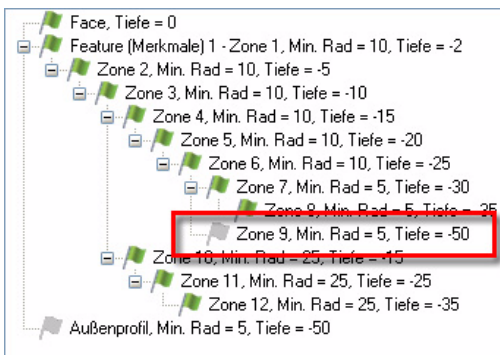 Face, Tiefe = 0
Feature (Merkmale) 1 - Zone 1, Min. Rad = 10, Tiefe = -2
Zone 2, Min. Rad = 10, Tiefe = -5
Zone 3, Min. Rad = 10, Tiefe = -10
Zone 4, Min. Rad = 10, Tiefe = -15
Zone 5, Min. Rad = 10, Tiefe = -20
Zone 6, Min. Rad = 10, Tiefe = -25
Zone 7, Min. Rad = 5, Tiefe = -30
Zone 8, Min. Rad = 5, Tiefe = -35
Zone 9, Min. Rad = 5, Tiefe = -50
Zone 10, Min. Rad = 25, Tiefe = -15
Zone 11, Min. Rad = 25, Tiefe = -25
Zone 12, Min. Rad = 25, Tiefe = -35
Außenprofil, Min. Rad = 5, Tiefe = -50